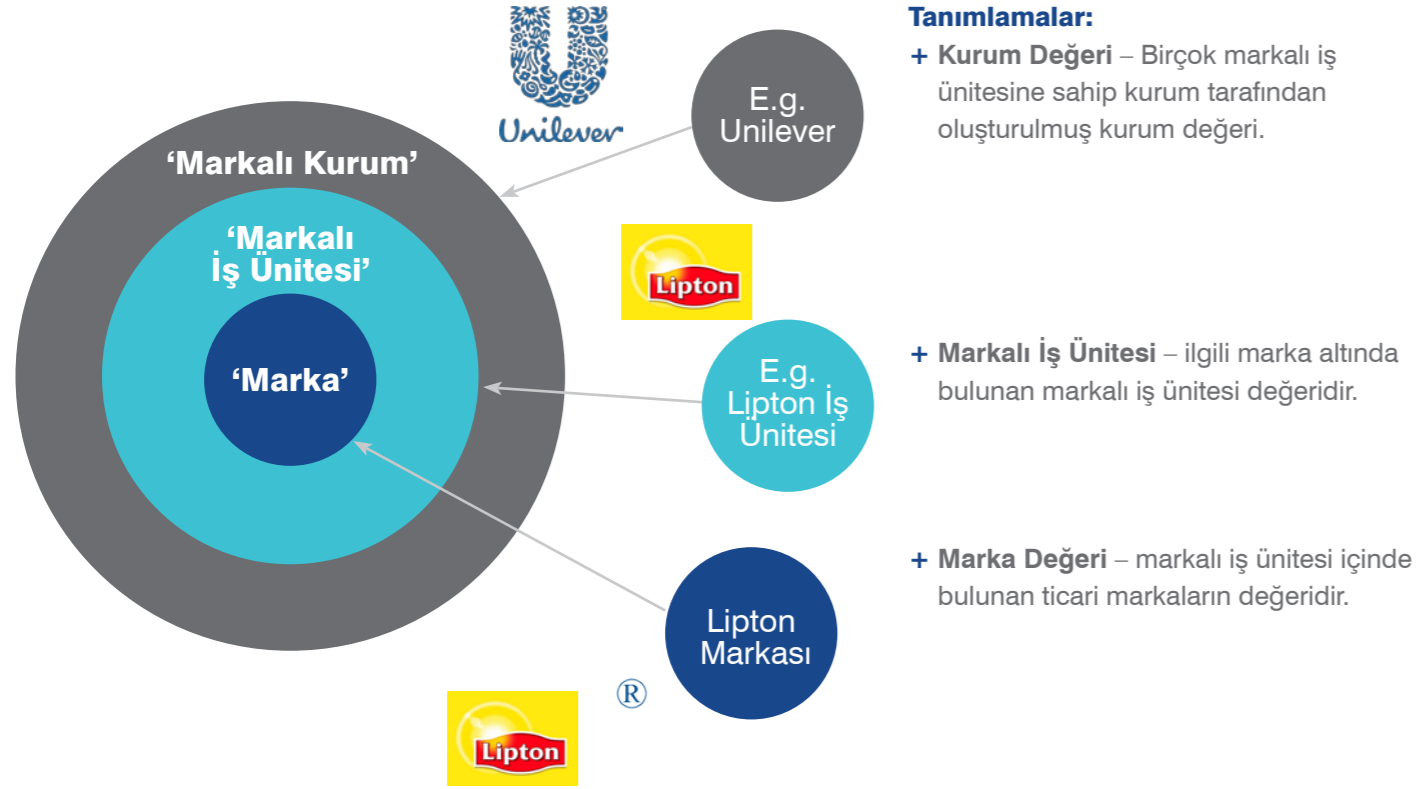 Unilever
‘Markalı Kurum’
‘Markalı
İş Ünitesi’
‘Marka’
E.g.
Unilever
Lipton
E.g.
Lipton İş
Ünitesi
Lipton
Markası
®
Lipton
Tanımlamalar:
+ Kurum Değeri – Birçok markalı iş
ünitesine sahip kurum tarafından
oluşturulmuş kurum değeri.
+ Markalı İş Ünitesi – ilgili marka altında
bulunan markalı iş ünitesi değeridir.
+ Marka Değeri – markalı iş ünitesi içinde
bulunan ticari markaların değeridir.